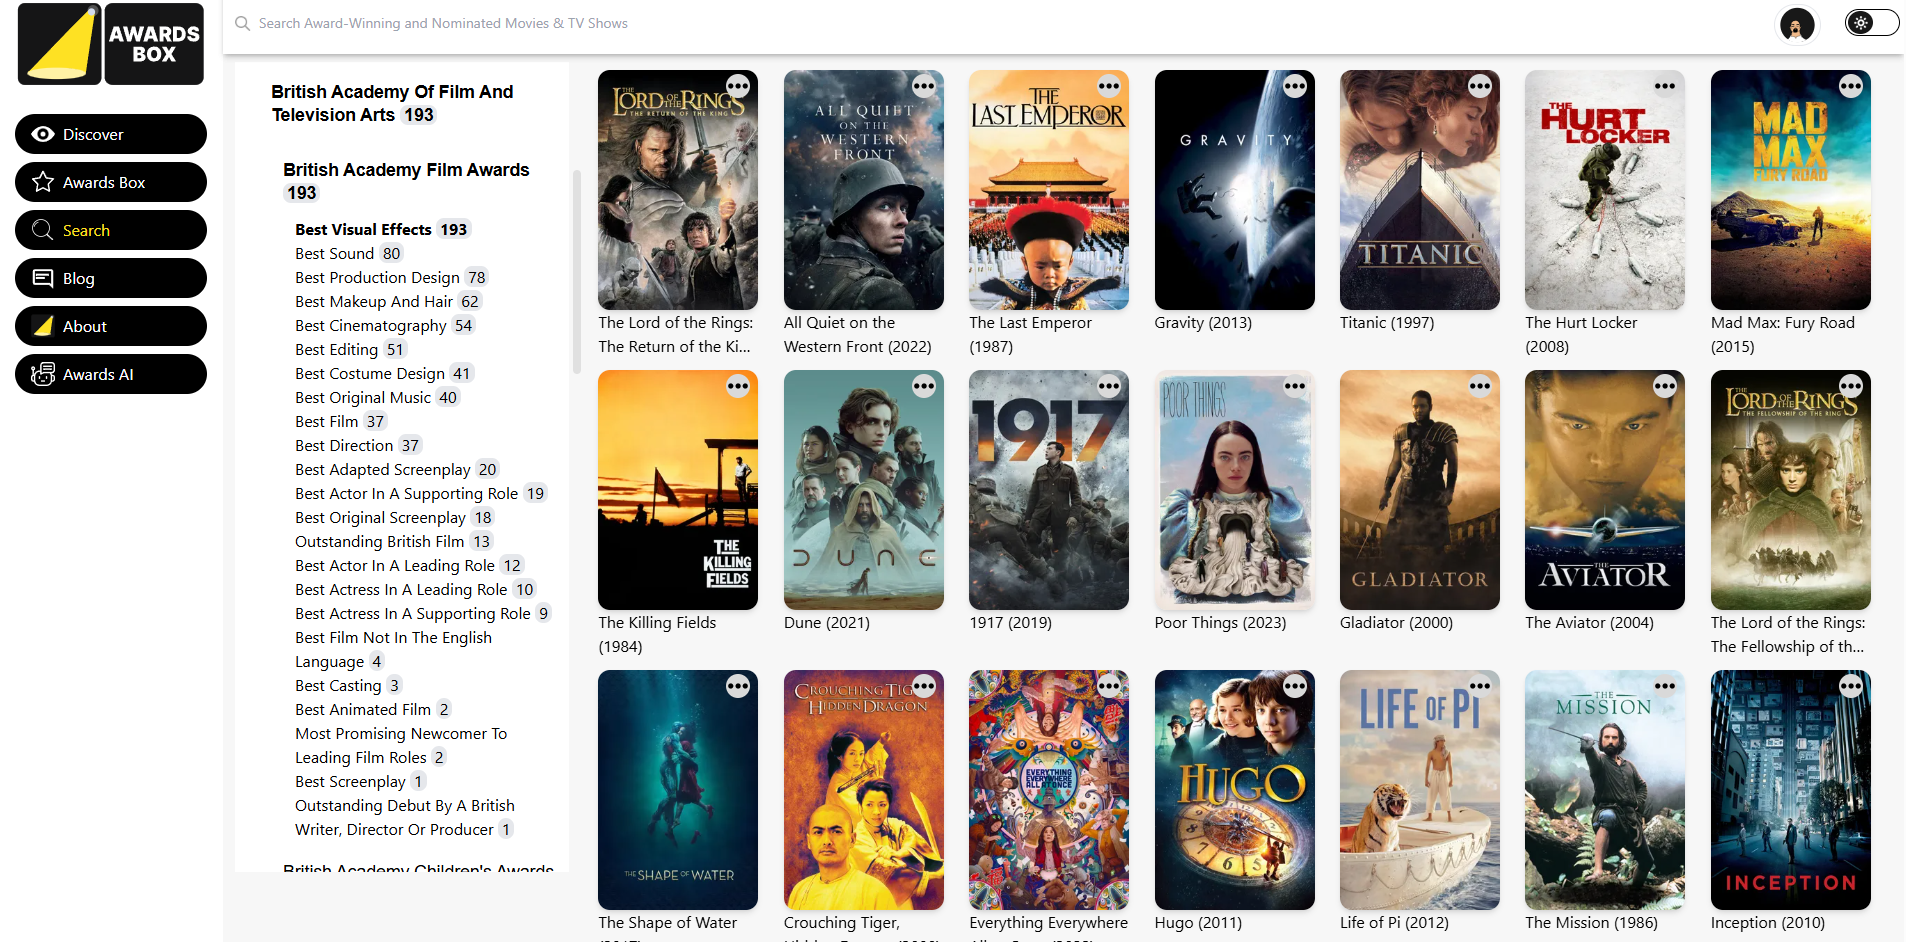 AWARDS
BOX
Search Award-Winning and Nominated Movies & TV Shows
Discover
Awards Box
Search
Blog
About
Awards AI
British Academy Of Film And
Television Arts 193
British Academy Film Awards
193
Best Visual Effects 193
Best Sound 80
Best Production Design 78
Best Makeup And Hair 62
Best Cinematography 54
Best Editing 51
Best Costume Design 41
Best Original Music 40
Best Film 37
Best Direction 37
Best Adapted Screenplay 20
Best Actor In A Supporting Role 19
Best Original Screenplay 18
Outstanding British Film 13
Best Actor In A Leading Role 12
Best Actress In A Leading Role 10
Best Actress In A Supporting Role 9
Best Film Not In The English
Language 4
Best Casting 3
Best Animated Film 2
Most Promising Newcomer To
Leading Film Roles 2
Best Screenplay 1
Outstanding Debut By A British
Writer, Director Or Producer 1
British Academy Children's Awards
THE
LORD OF THE RINGS
THE RETURN OF THE KING
The Lord of the Rings:
The Return of the Ki...
ALL QUIET
ON THE
WESTERN
FRONT
All Quiet on the
Western Front (2022)
THE
LAST EMPEROR
The Last Emperor
(1987)
GRAVITY
Gravity (2013)
TITANIC
Titanic (1997)
THE
HURT
LOCKER
The Hurt Locker
(2008)
MAD
MAX
FURY ROAD
Mad Max: Fury Road
(2015)
THE
KILLING
FIELDS
The Killing Fields
(1984)
DUNE
Dune (2021)
1917
1917 (2019)
POOR THINGS
Poor Things (2023)
GLADIATOR
Gladiator (2000)
THE
AVIATOR
The Aviator (2004)
THE
LORD OF THE RINGS
THE FELLOWSHIP OF THE RING
The Lord of the Rings:
The Fellowship of th...
THE SHAPE OF WATER
The Shape of Water
CROUCHING TIGER
HIDDEN DRAGON
Crouching Tiger,
EVERYTHING
EVERYWHERE
ALL AT ONCE
Everything Everywhere
HUGO
7 6 5
Hugo (2011)
LIFE OF PI
Life of Pi (2012)
THE
MISSION
The Mission (1986)
INCEPTION
Inception (2010)